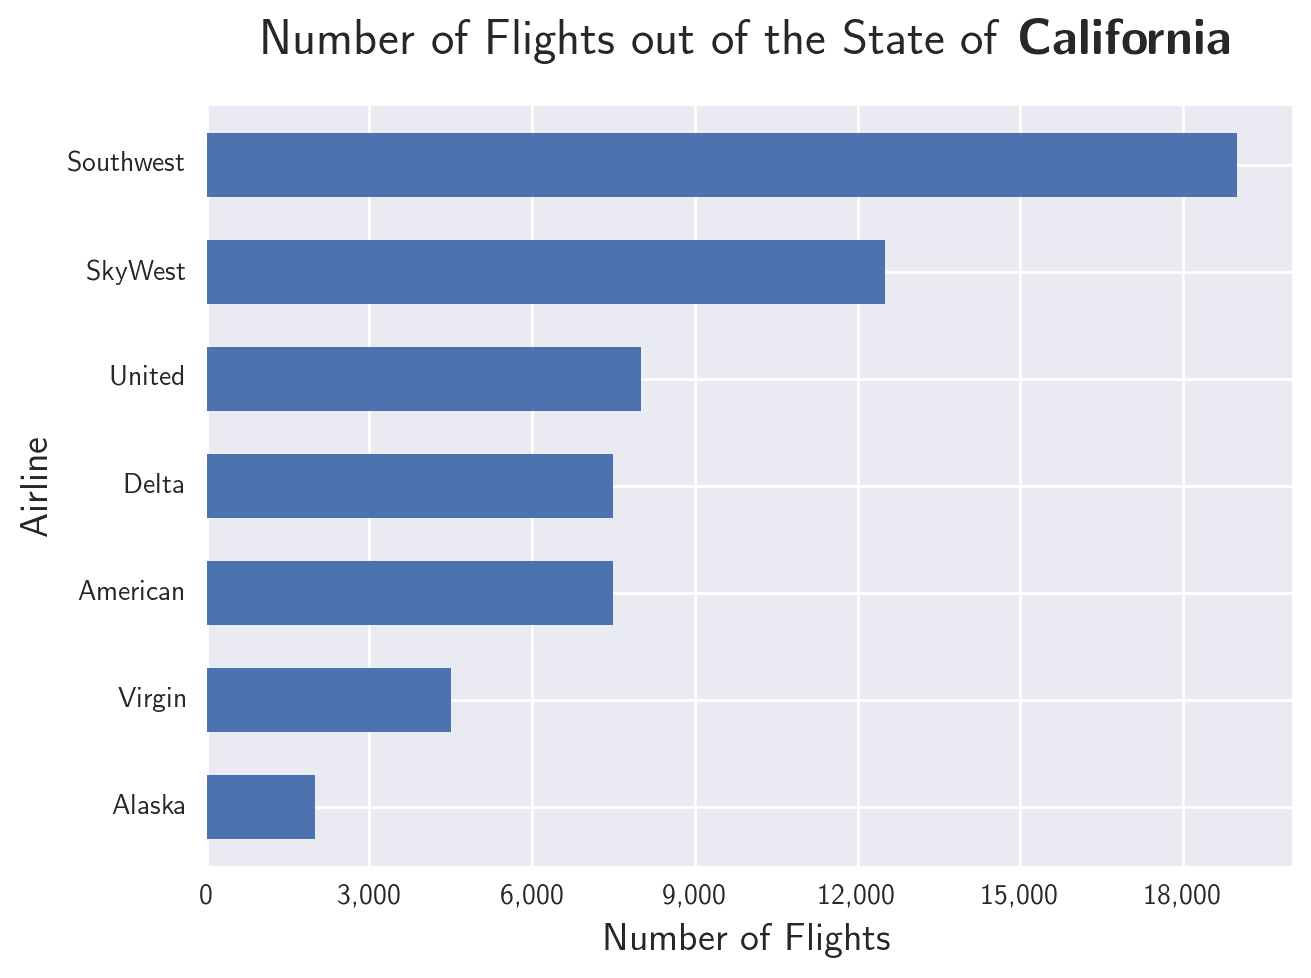 Number of Flights out of the State of California
Southwest
SkyWest
United
Delta
American
Virgin
Alaska
Airline
0 3,000 6,000 9,000 12,000 15,000 18,000
Number of Flights